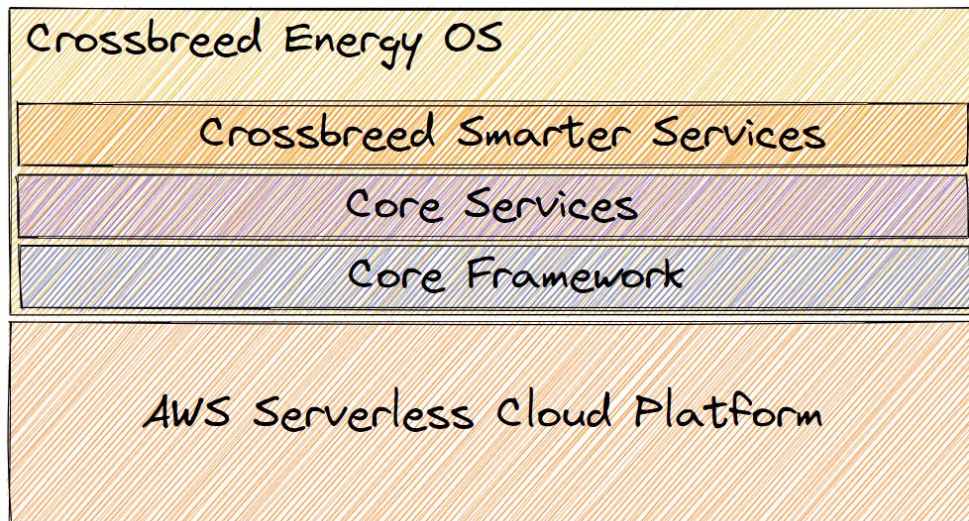 Crossbreed Energy OS
Crossbreed Smarter Services
Core Services
Core Framework
AWS Serverless Cloud Platform